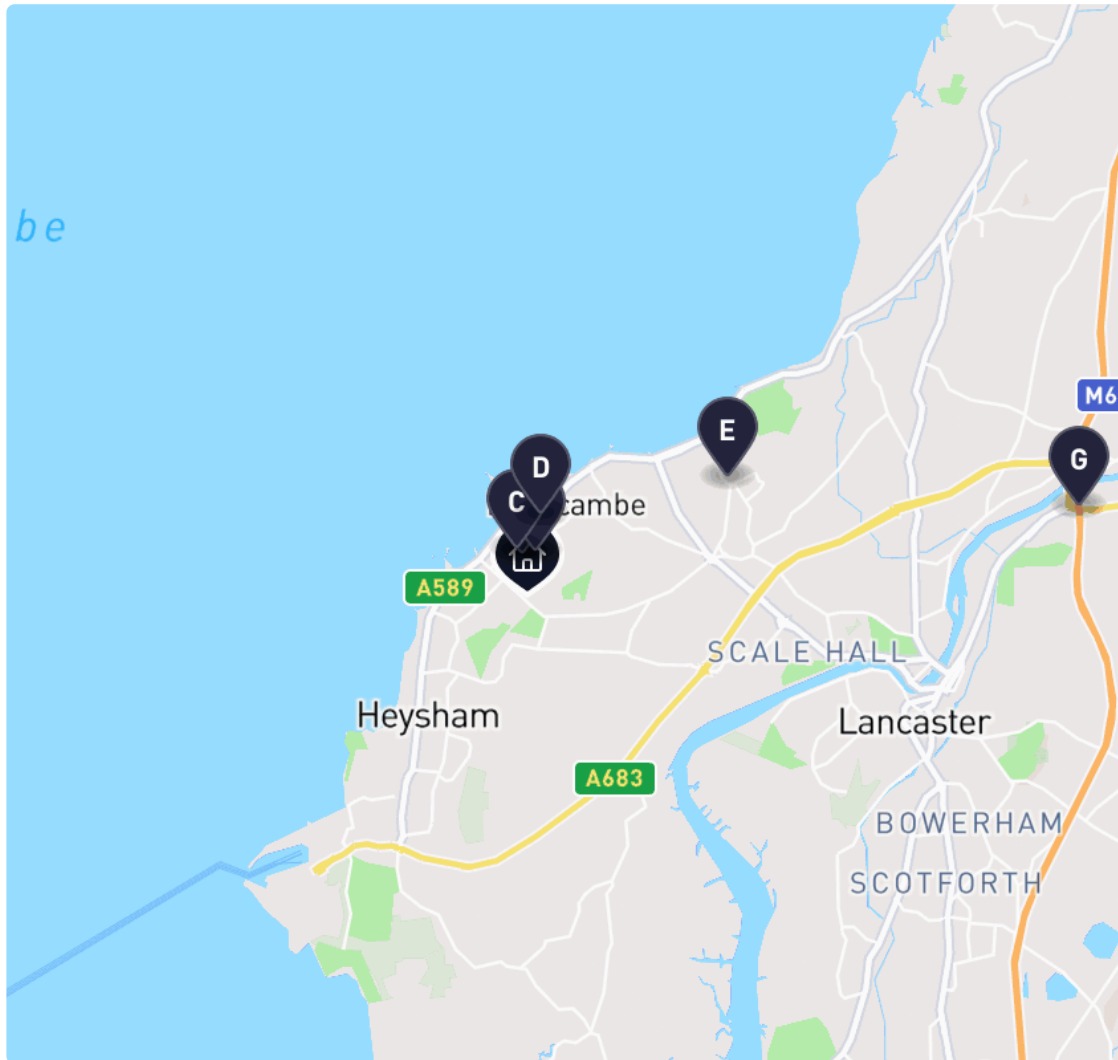 be
M6
E
G
D
C
cambe
A589
SCALE HALL
Heysham
Lancaster
A683
BOWERHAM
SCOTFORTH